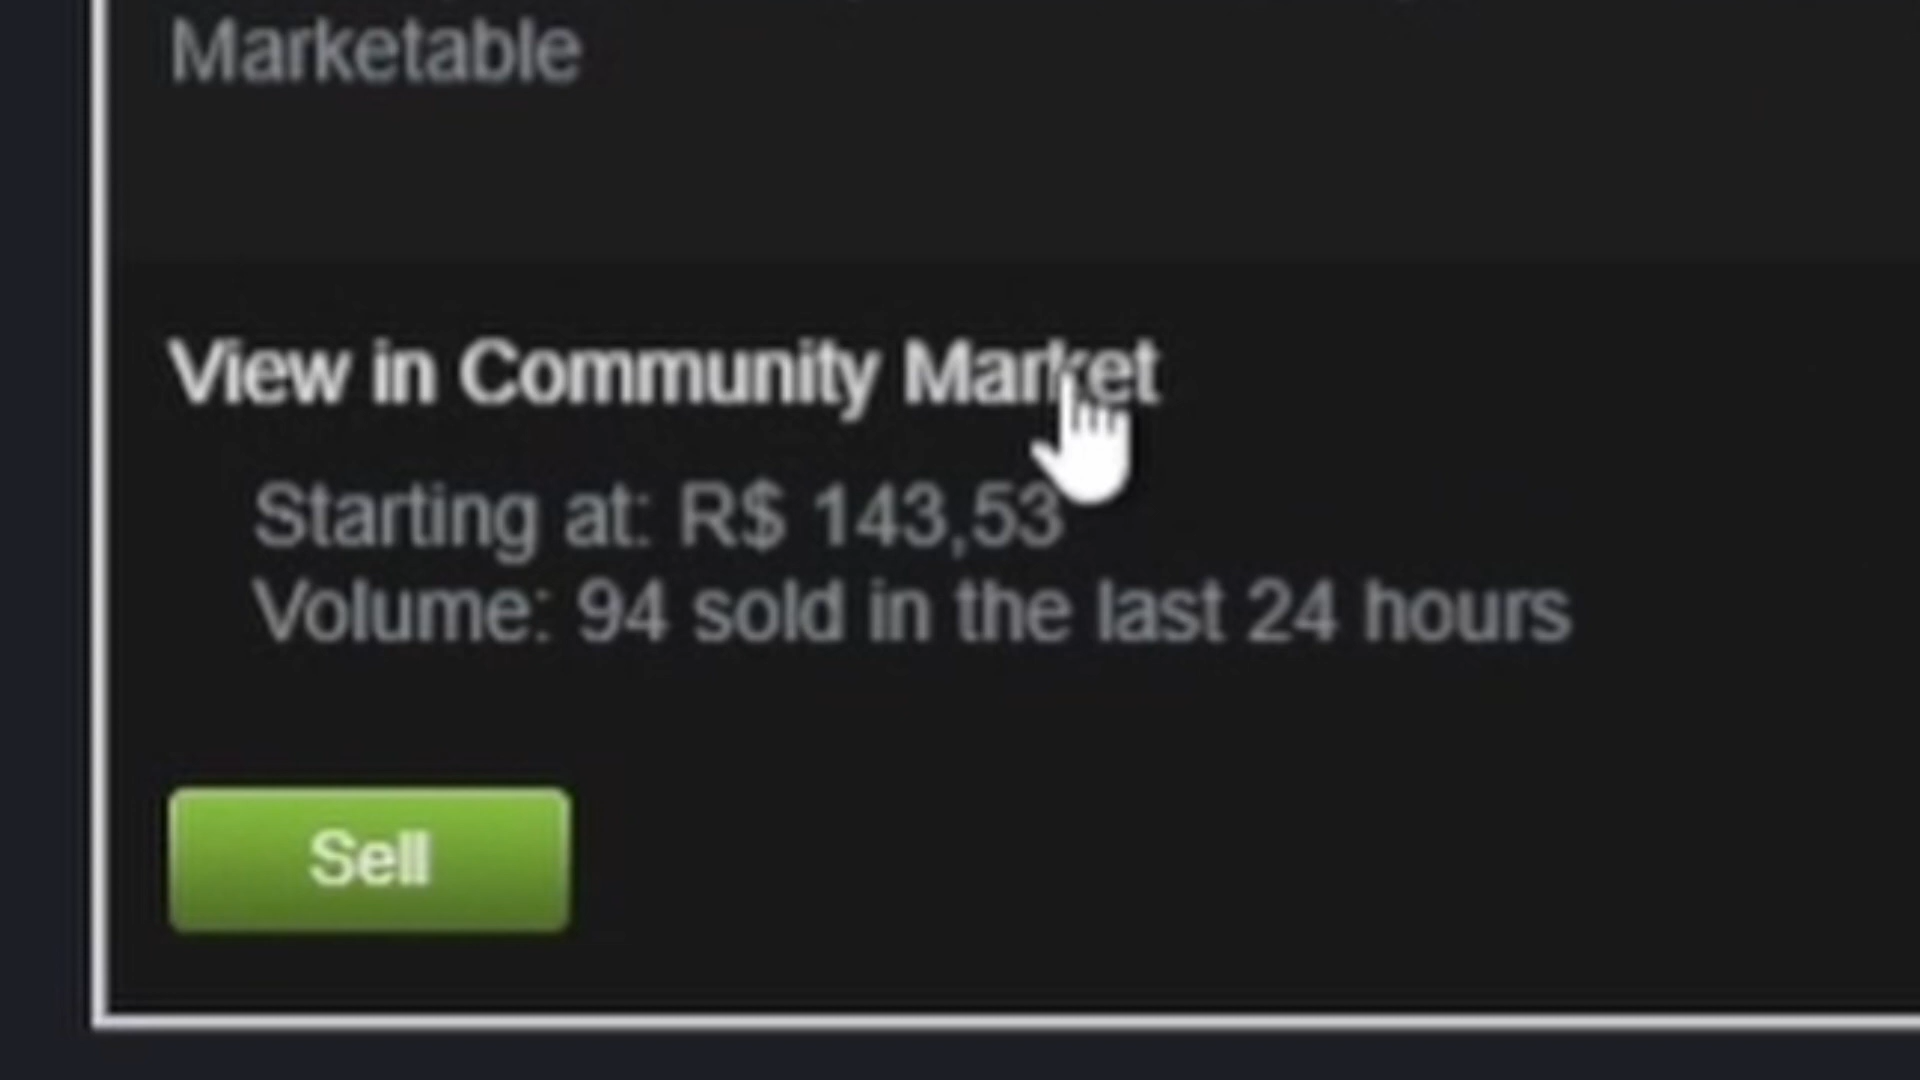 Marketable
View in Community Market
Starting at: R$ 143,53
Volume: 94 sold in the last 24 hours
Sell